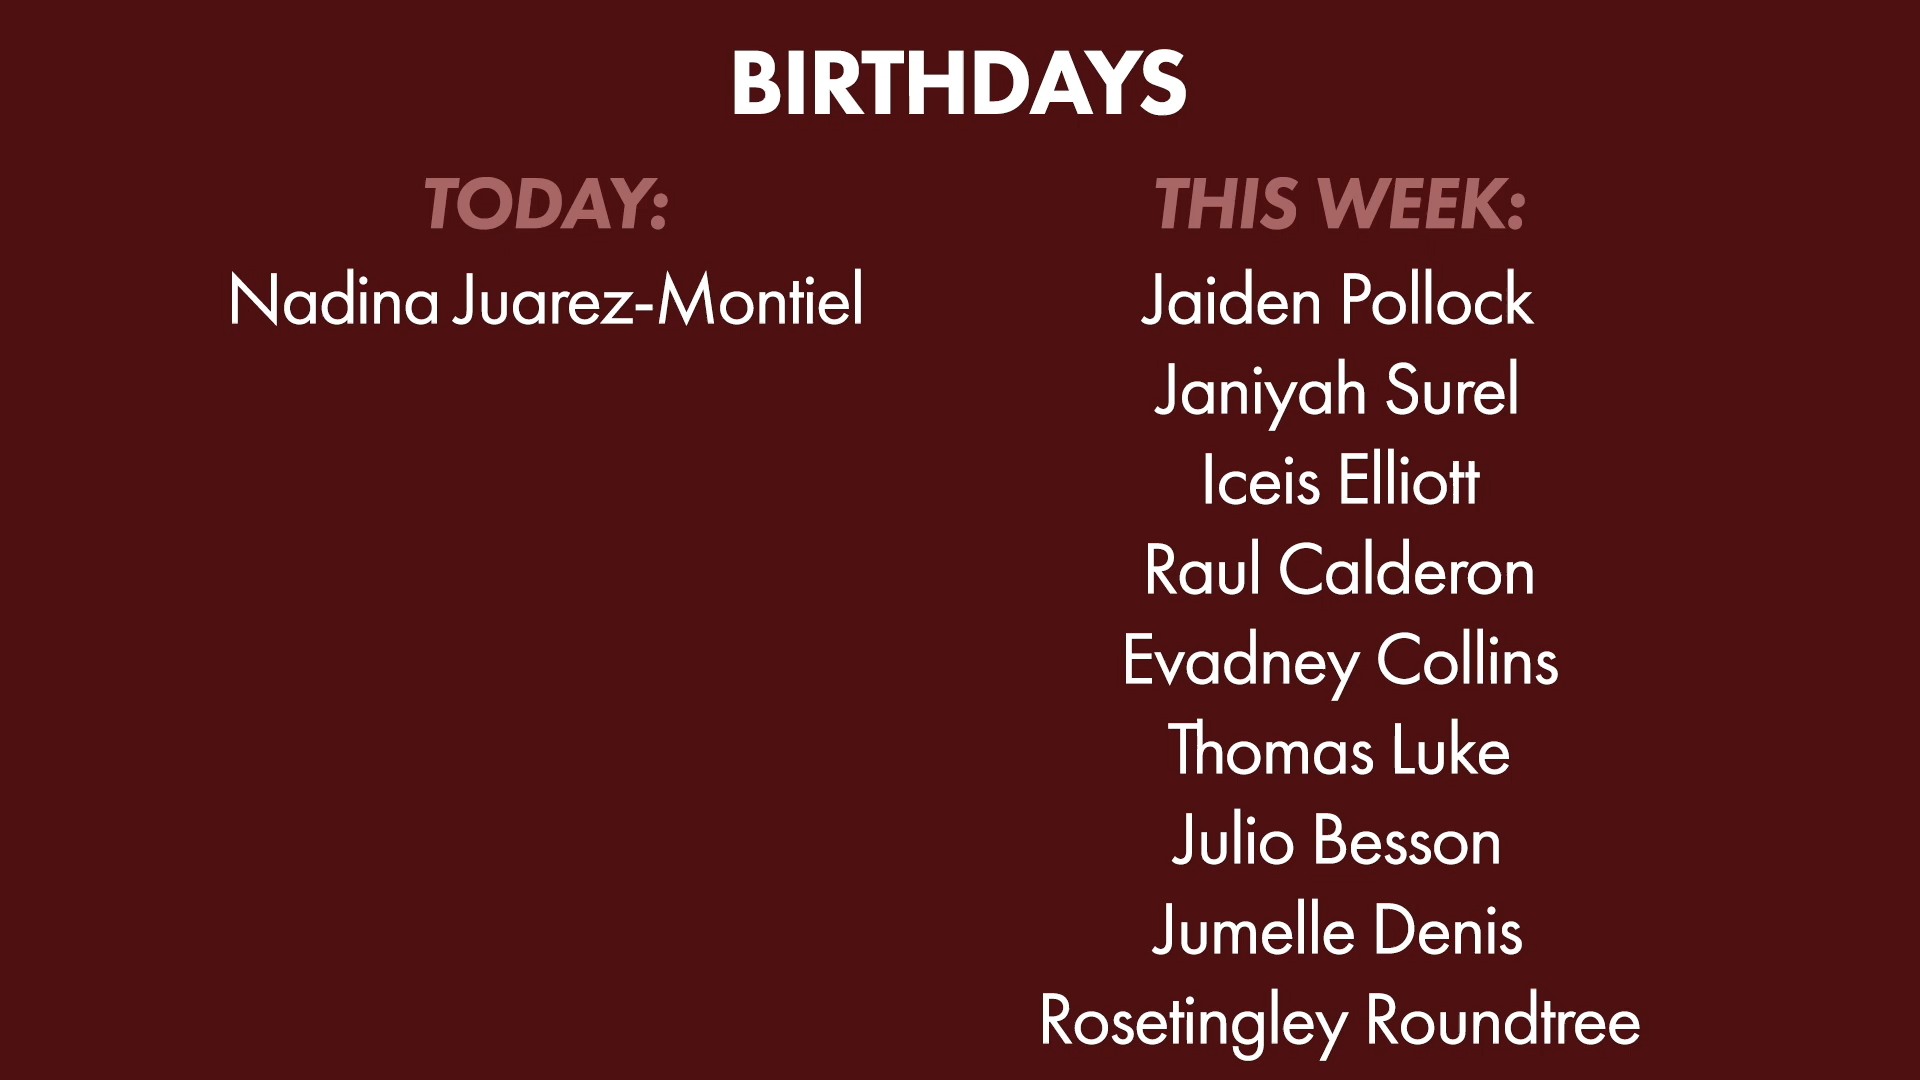 BIRTHDAYS
TODAY:
Nadina Juarez-Montiel
THIS WEEK:
Jaiden Pollock
Janiyah Surel
Iceis Elliott
Raul Calderon
Evadney Collins
Thomas Luke
Julio Besson
Jumelle Denis
Rosetingley Roundtree